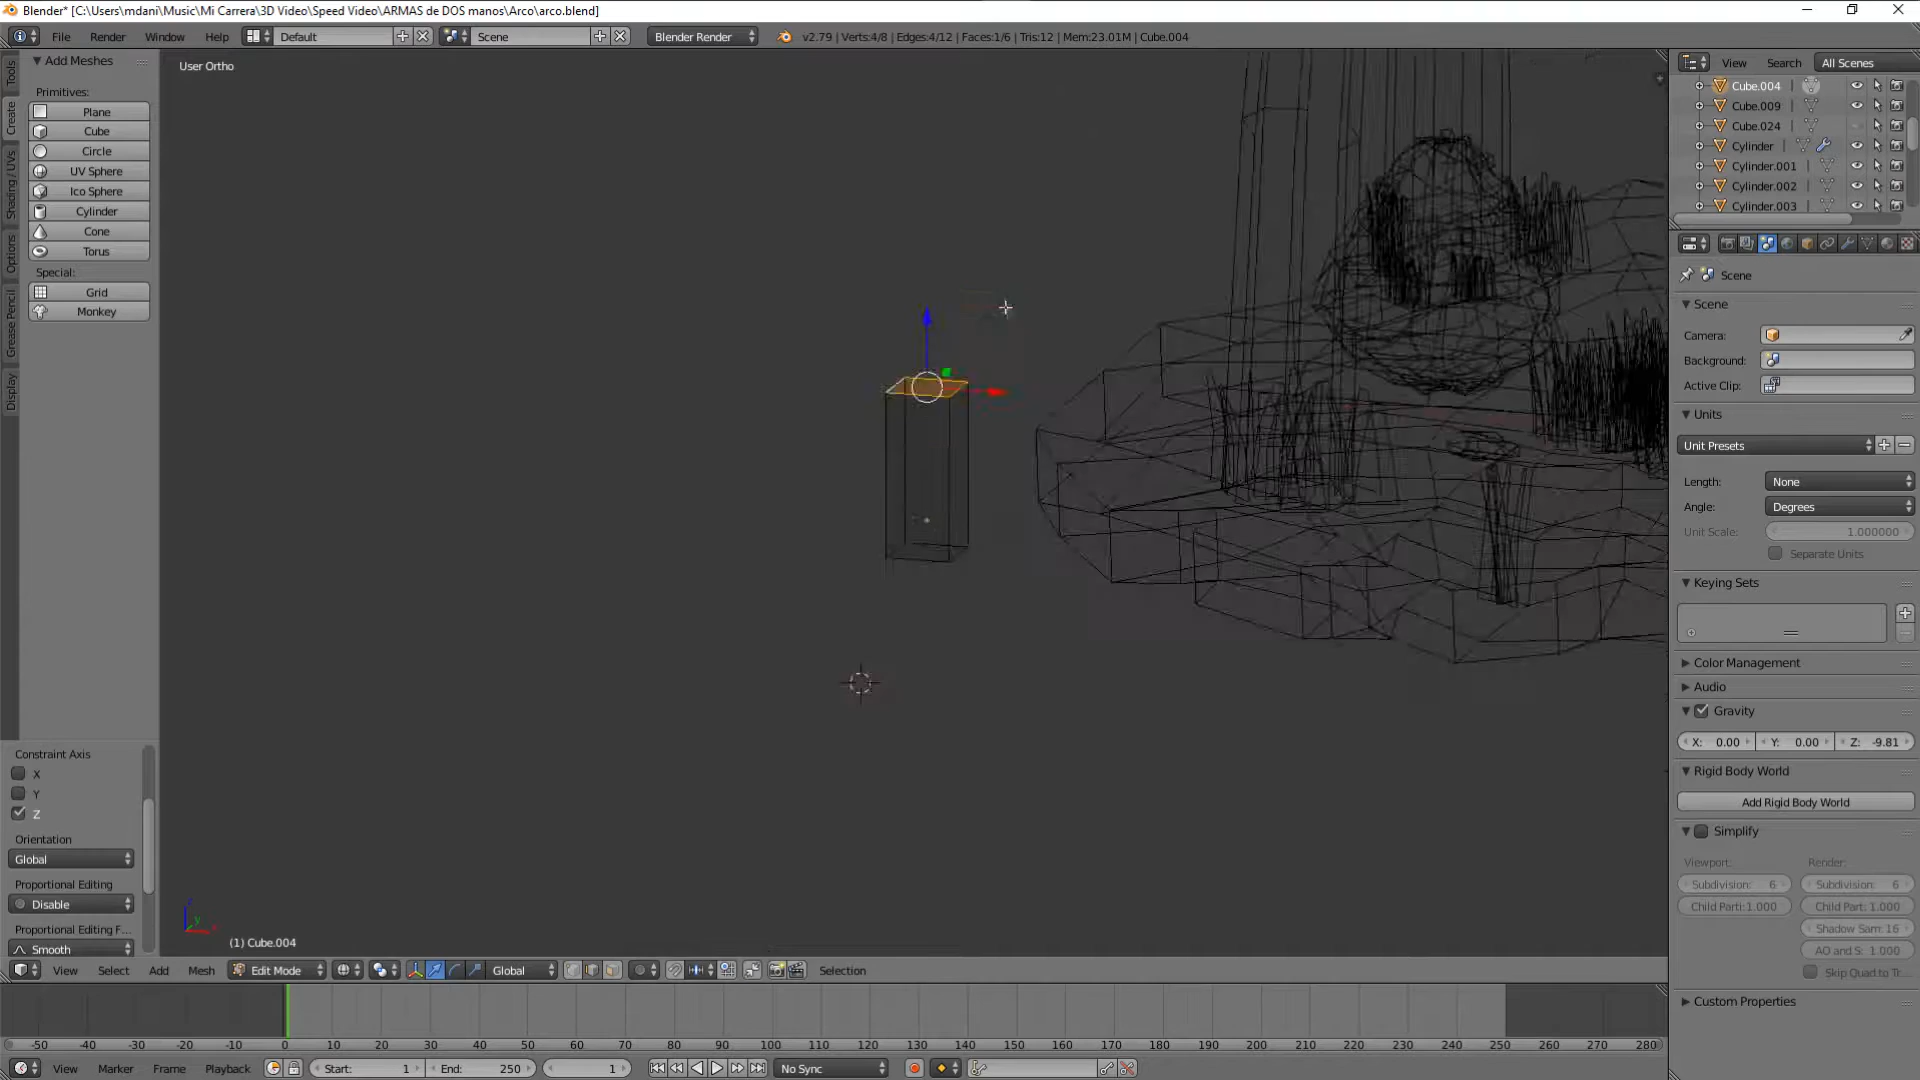 Blender* [C:\Users\mdani\Music\Mi Carrera\3D Video\Speed Video\ARMAS de DOS manos\Arco\arco.blend]
File Render Window Help Default Scene Blender Render v2.79 | Verts:4/8 | Edges:4/12 | Faces:1/6 | Tris:12 | Mem:23.01M | Cube.004
Tools
Create
Shading / UVs
Options
Grease Pencil
Display
Add Meshes
Primitives:
Plane
Cube
Circle
UV Sphere
Ico Sphere
Cylinder
Cone
Torus
Special:
Grid
Monkey
Constraint Axis
X
Y
Z
Orientation
Global
Proportional Editing
Disable
Proportional Editing F...
Smooth
User Ortho
(1) Cube.004
View Search All Scenes
Cube.004
Cube.009
Cube.024
Cylinder
Cylinder.001
Cylinder.002
Cylinder.003
Scene
Scene
Camera:
Background:
Active Clip:
Units
Unit Presets
Length: None
Angle: Degrees
Unit Scale: 1.000000
Separate Units
Keying Sets
Color Management
Audio
Gravity
X: 0.00 Y: 0.00 Z: -9.81
Rigid Body World
Add Rigid Body World
Simplify
Viewport: Render:
Subdivision: 6 Subdivision: 6
Child Parti:1.000 Child Part: 1.000
Shadow Sam: 16
AO and S: 1.000
Skip Quad to Tr...
Custom Properties
View Select Add Mesh Edit Mode Global Selection
-50 -40 -30 -20 -10 0 10 20 30 40 50 60 70 80 90 100 110 120 130 140 150 160 170 180 190 200 210 220 230 240 250 260 270 280
View Marker Frame Playback Start: 1 End: 250 1 No Sync